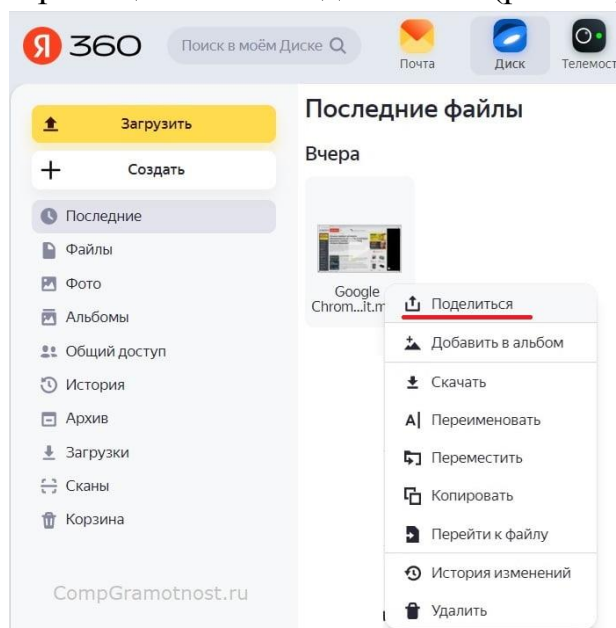 Я 360
Поиск в моём Диске
Почта
Диск
Телемост
Загрузить
Создать
Последние
Файлы
Фото
Альбомы
Общий доступ
История
Архив
Загрузки
Сканы
Корзина
CompGramotnost.ru
Последние файлы
Вчера
Google
Chrom...it.m
Поделиться
Добавить в альбом
Скачать
Переименовать
Переместить
Копировать
Перейти к файлу
История изменений
Удалить